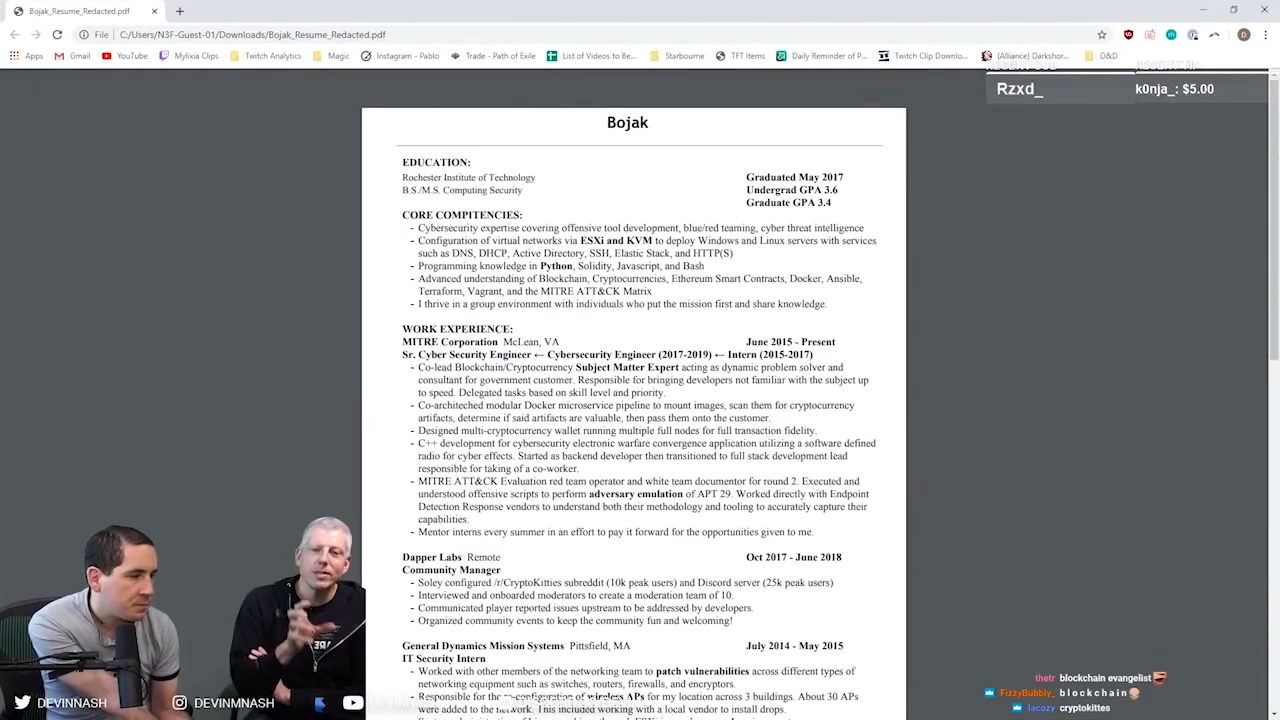 Bojak_Resume_Redacted.pdf
File
C:/Users/N3F-Guest-01/Downloads/Bojak_Resume_Redacted.pdf
D
Apps Gmail YouTube Mylixia Clips Twitch Analytics Magic Instagram - Pablo Trade - Path of Exile List of Videos to Be... Starbourne TFT Items Daily Reminder of P... Twitch Clip Downlo... (Alliance) Darkshor... D&D
Rzxd_ k0nja_: $5.00
Bojak
EDUCATION:
Rochester Institute of Technology Graduated May 2017
B.S./M.S. Computing Security Undergrad GPA 3.6
Graduate GPA 3.4
CORE COMPETENCIES:
- Cybersecurity expertise covering offensive tool development, blue/red teaming, cyber threat intelligence
- Configuration of virtual networks via ESXi and KVM to deploy Windows and Linux servers with services
such as DNS, DHCP, Active Directory, SSH, Elastic Stack, and HTTP(S)
- Programming knowledge in Python, Solidity, Javascript, and Bash
- Advanced understanding of Blockchain, Cryptocurrencies, Ethereum Smart Contracts, Docker, Ansible,
Terraform, Vagrant, and the MITRE ATT&CK Matrix
- I thrive in a group environment with individuals who put the mission first and share knowledge.
WORK EXPERIENCE:
MITRE Corporation McLean, VA June 2015 - Present
Sr. Cyber Security Engineer ← Cybersecurity Engineer (2017-2019) ← Intern (2015-2017)
- Co-lead Blockchain/Cryptocurrency Subject Matter Expert acting as dynamic problem solver and
consultant for government customer. Responsible for bringing developers not familiar with the subject up
to speed. Delegated tasks based on skill level and priority.
- Co-architeched modular Docker microservice pipeline to mount images, scan them for cryptocurrency
artifacts, determine if said artifacts are valuable, then pass them onto the customer.
- Designed multi-cryptocurrency wallet running multiple full nodes for full transaction fidelity.
- C++ development for cybersecurity electronic warfare convergence application utilizing a software defined
radio for cyber effects. Started as backend developer then transitioned to full stack development lead
responsible for taking of a co-worker.
- MITRE ATT&CK Evaluation red team operator and white team documentor for round 2. Executed and
understood offensive scripts to perform adversary emulation of APT 29. Worked directly with Endpoint
Detection Response vendors to understand both their methodology and tooling to accurately capture their
capabilities.
- Mentor interns every summer in an effort to pay it forward for the opportunities given to me.
Dapper Labs Remote Oct 2017 - June 2018
Community Manager
- Soley configured /r/CryptoKitties subreddit (10k peak users) and Discord server (25k peak users)
- Interviewed and onboarded moderators to create a moderation team of 10.
- Communicated player reported issues upstream to be addressed by developers.
- Organized community events to keep the community fun and welcoming!
General Dynamics Mission Systems Pittsfield, MA July 2014 - May 2015
IT Security Intern
- Worked with other members of the networking team to patch vulnerabilities across different types of
networking equipment such as switches, routers, firewalls, and encryptors.
- Responsible for the co-configuration of wireless APs for my location across 3 buildings. About 30 APs
were added to the network. This included working with a local vendor to install drops.
DEVINNASH DEVINMNASH
thetr blockchain evangelist
FizzyBubbly_ b l o c k c h a i n
lacozy cryptokittes